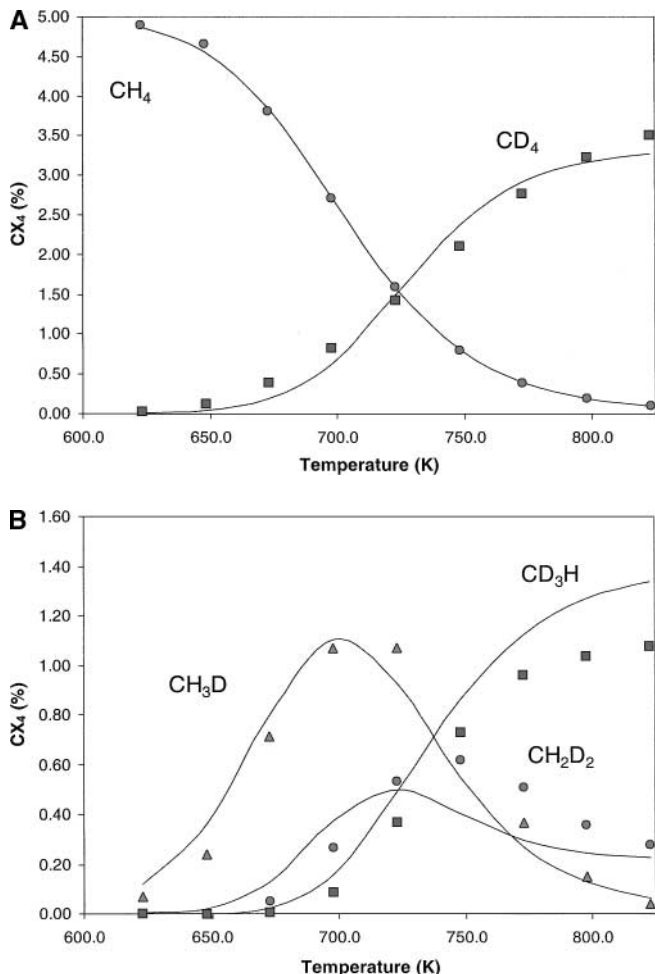 A
5.00
4.50
4.00
3.50
3.00
2.50
2.00
1.50
1.00
0.50
0.00
CX₄ (%)
CH₄
CD₄
600.0 650.0 700.0 750.0 800.0
Temperature (K)
B
1.60
1.40
1.20
1.00
0.80
0.60
0.40
0.20
0.00
CX₄ (%)
CD₃H
CH₃D
CH₂D₂
600.0 650.0 700.0 750.0 800.0
Temperature (K)